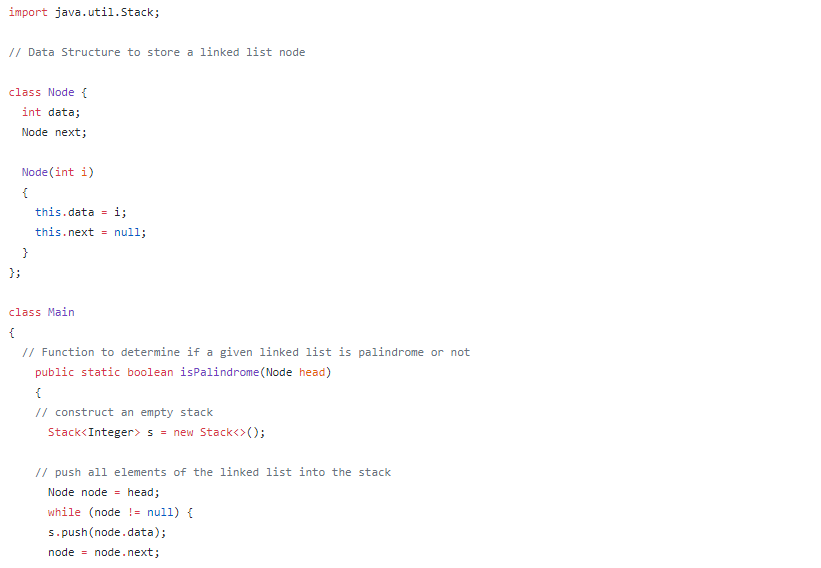 import java.util.Stack;
// Data Structure to store a linked list node
class Node {
int data;
Node next;
Node(int i)
{
this.data = i;
this.next = null;
}
};
class Main
{
// Function to determine if a given linked list is palindrome or not
public static boolean isPalindrome(Node head)
{
// construct an empty stack
Stack<Integer> s = new Stack<>();
// push all elements of the linked list into the stack
Node node = head;
while (node != null) {
s.push(node.data);
node = node.next;